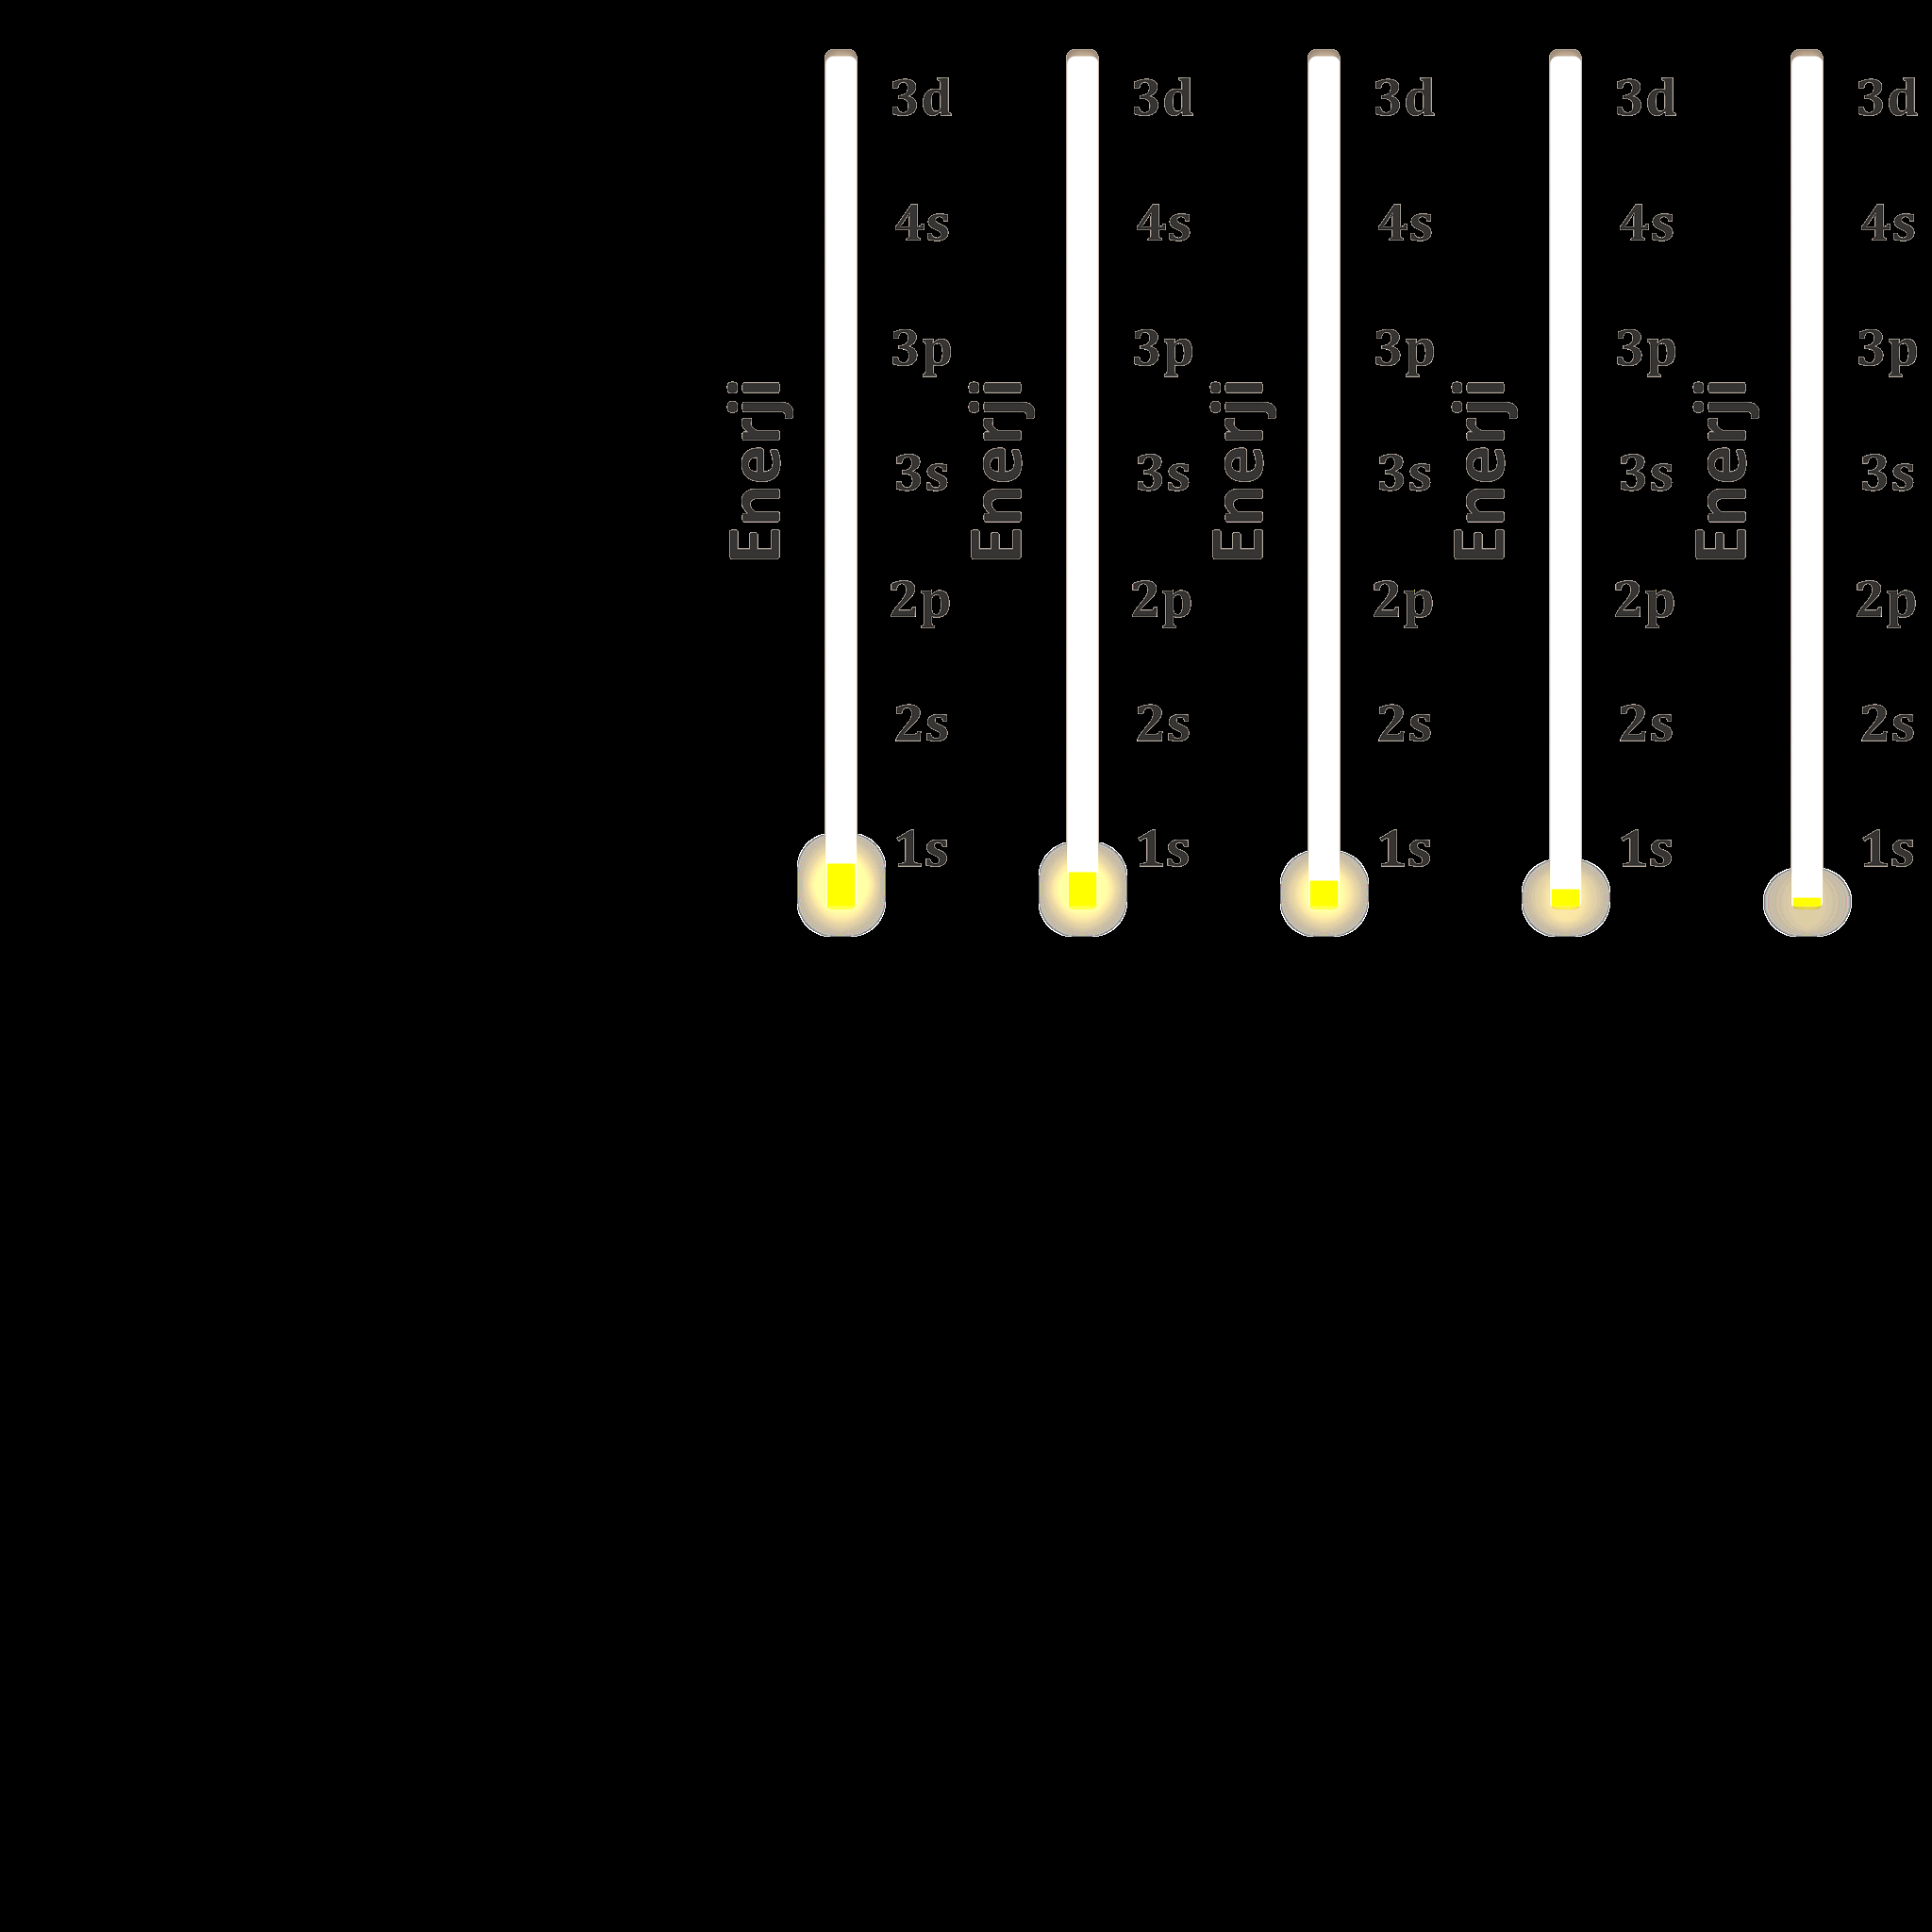 3d 3d 3d 3d 3d
4s 4s 4s 4s 4s
3p 3p 3p 3p 3p
Enerji Enerji Enerji Enerji Enerji
3s 3s 3s 3s 3s
2p 2p 2p 2p 2p
2s 2s 2s 2s 2s
1s 1s 1s 1s 1s